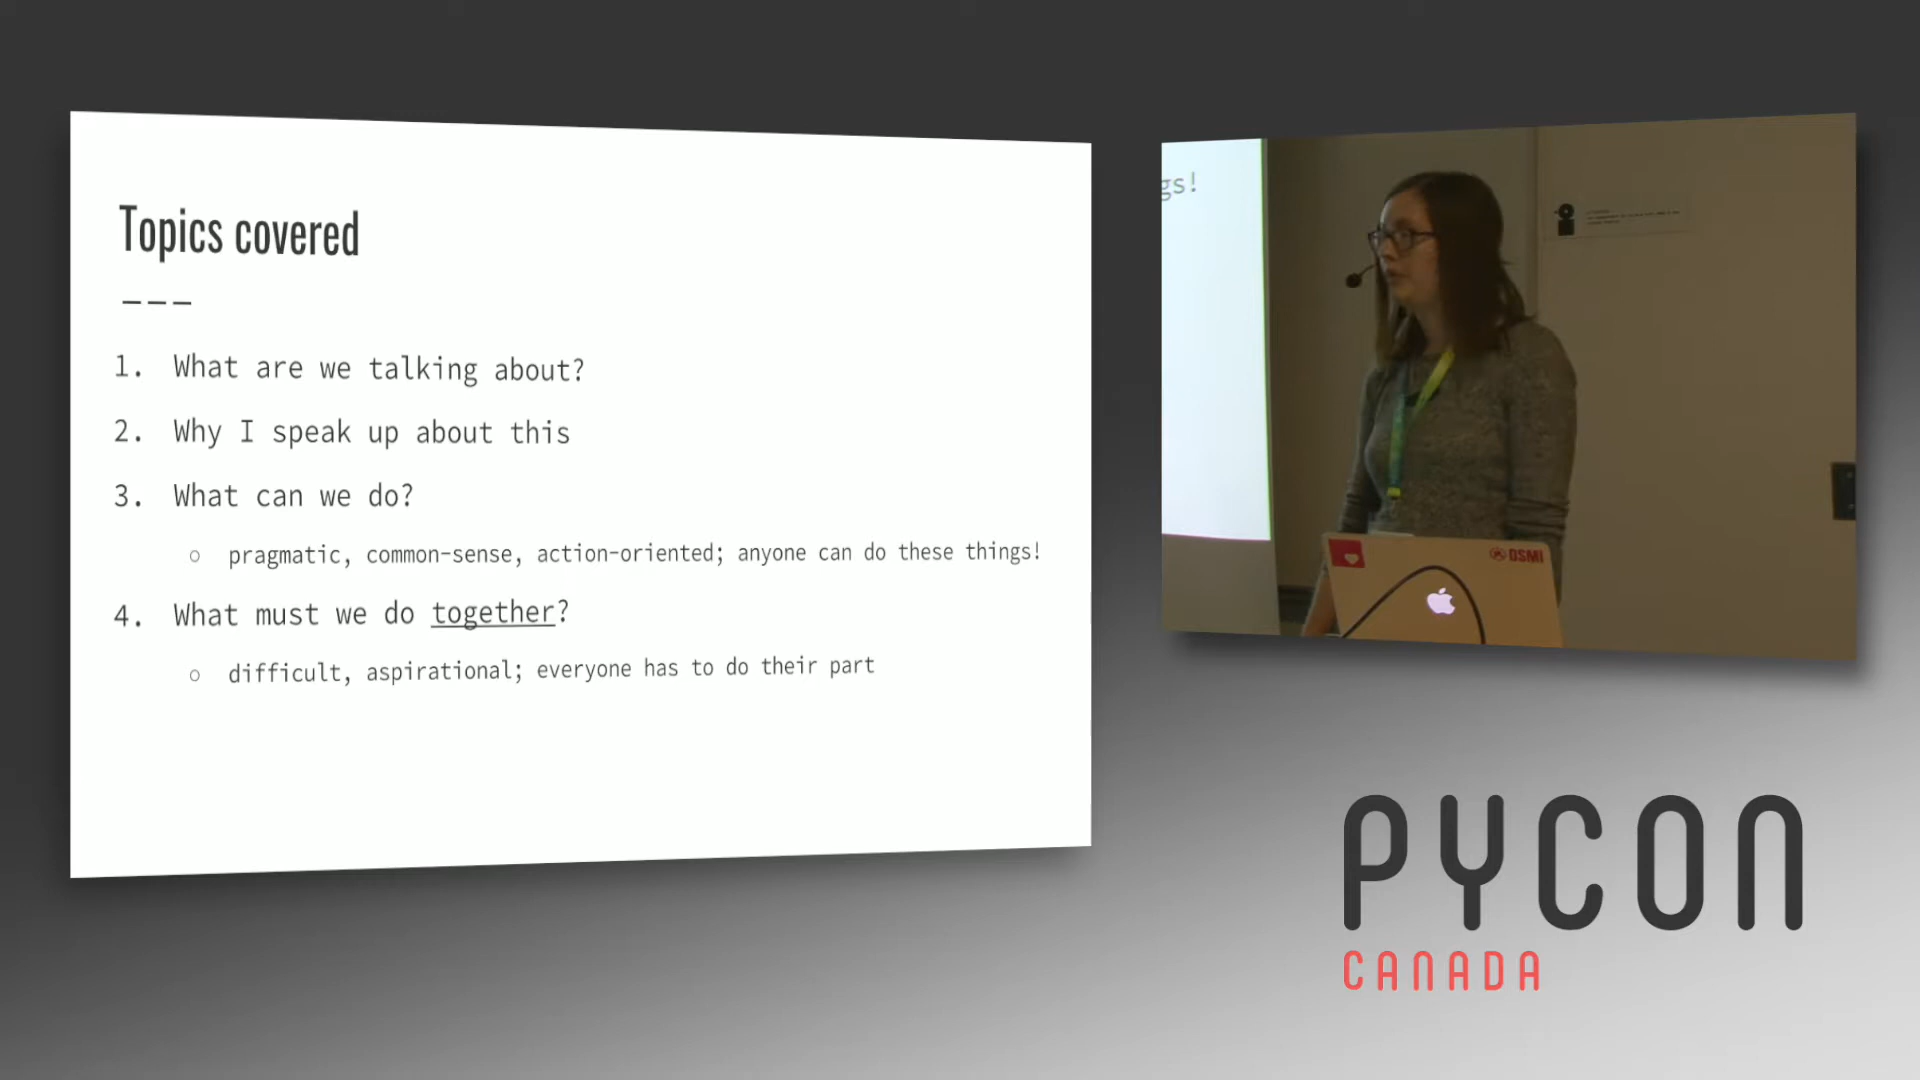 Topics covered
---
1. What are we talking about?
2. Why I speak up about this
3. What can we do?
○ pragmatic, common-sense, action-oriented; anyone can do these things!
4. What must we do together?
○ difficult, aspirational; everyone has to do their part
gs!
OSMI
PYCON
CANADA